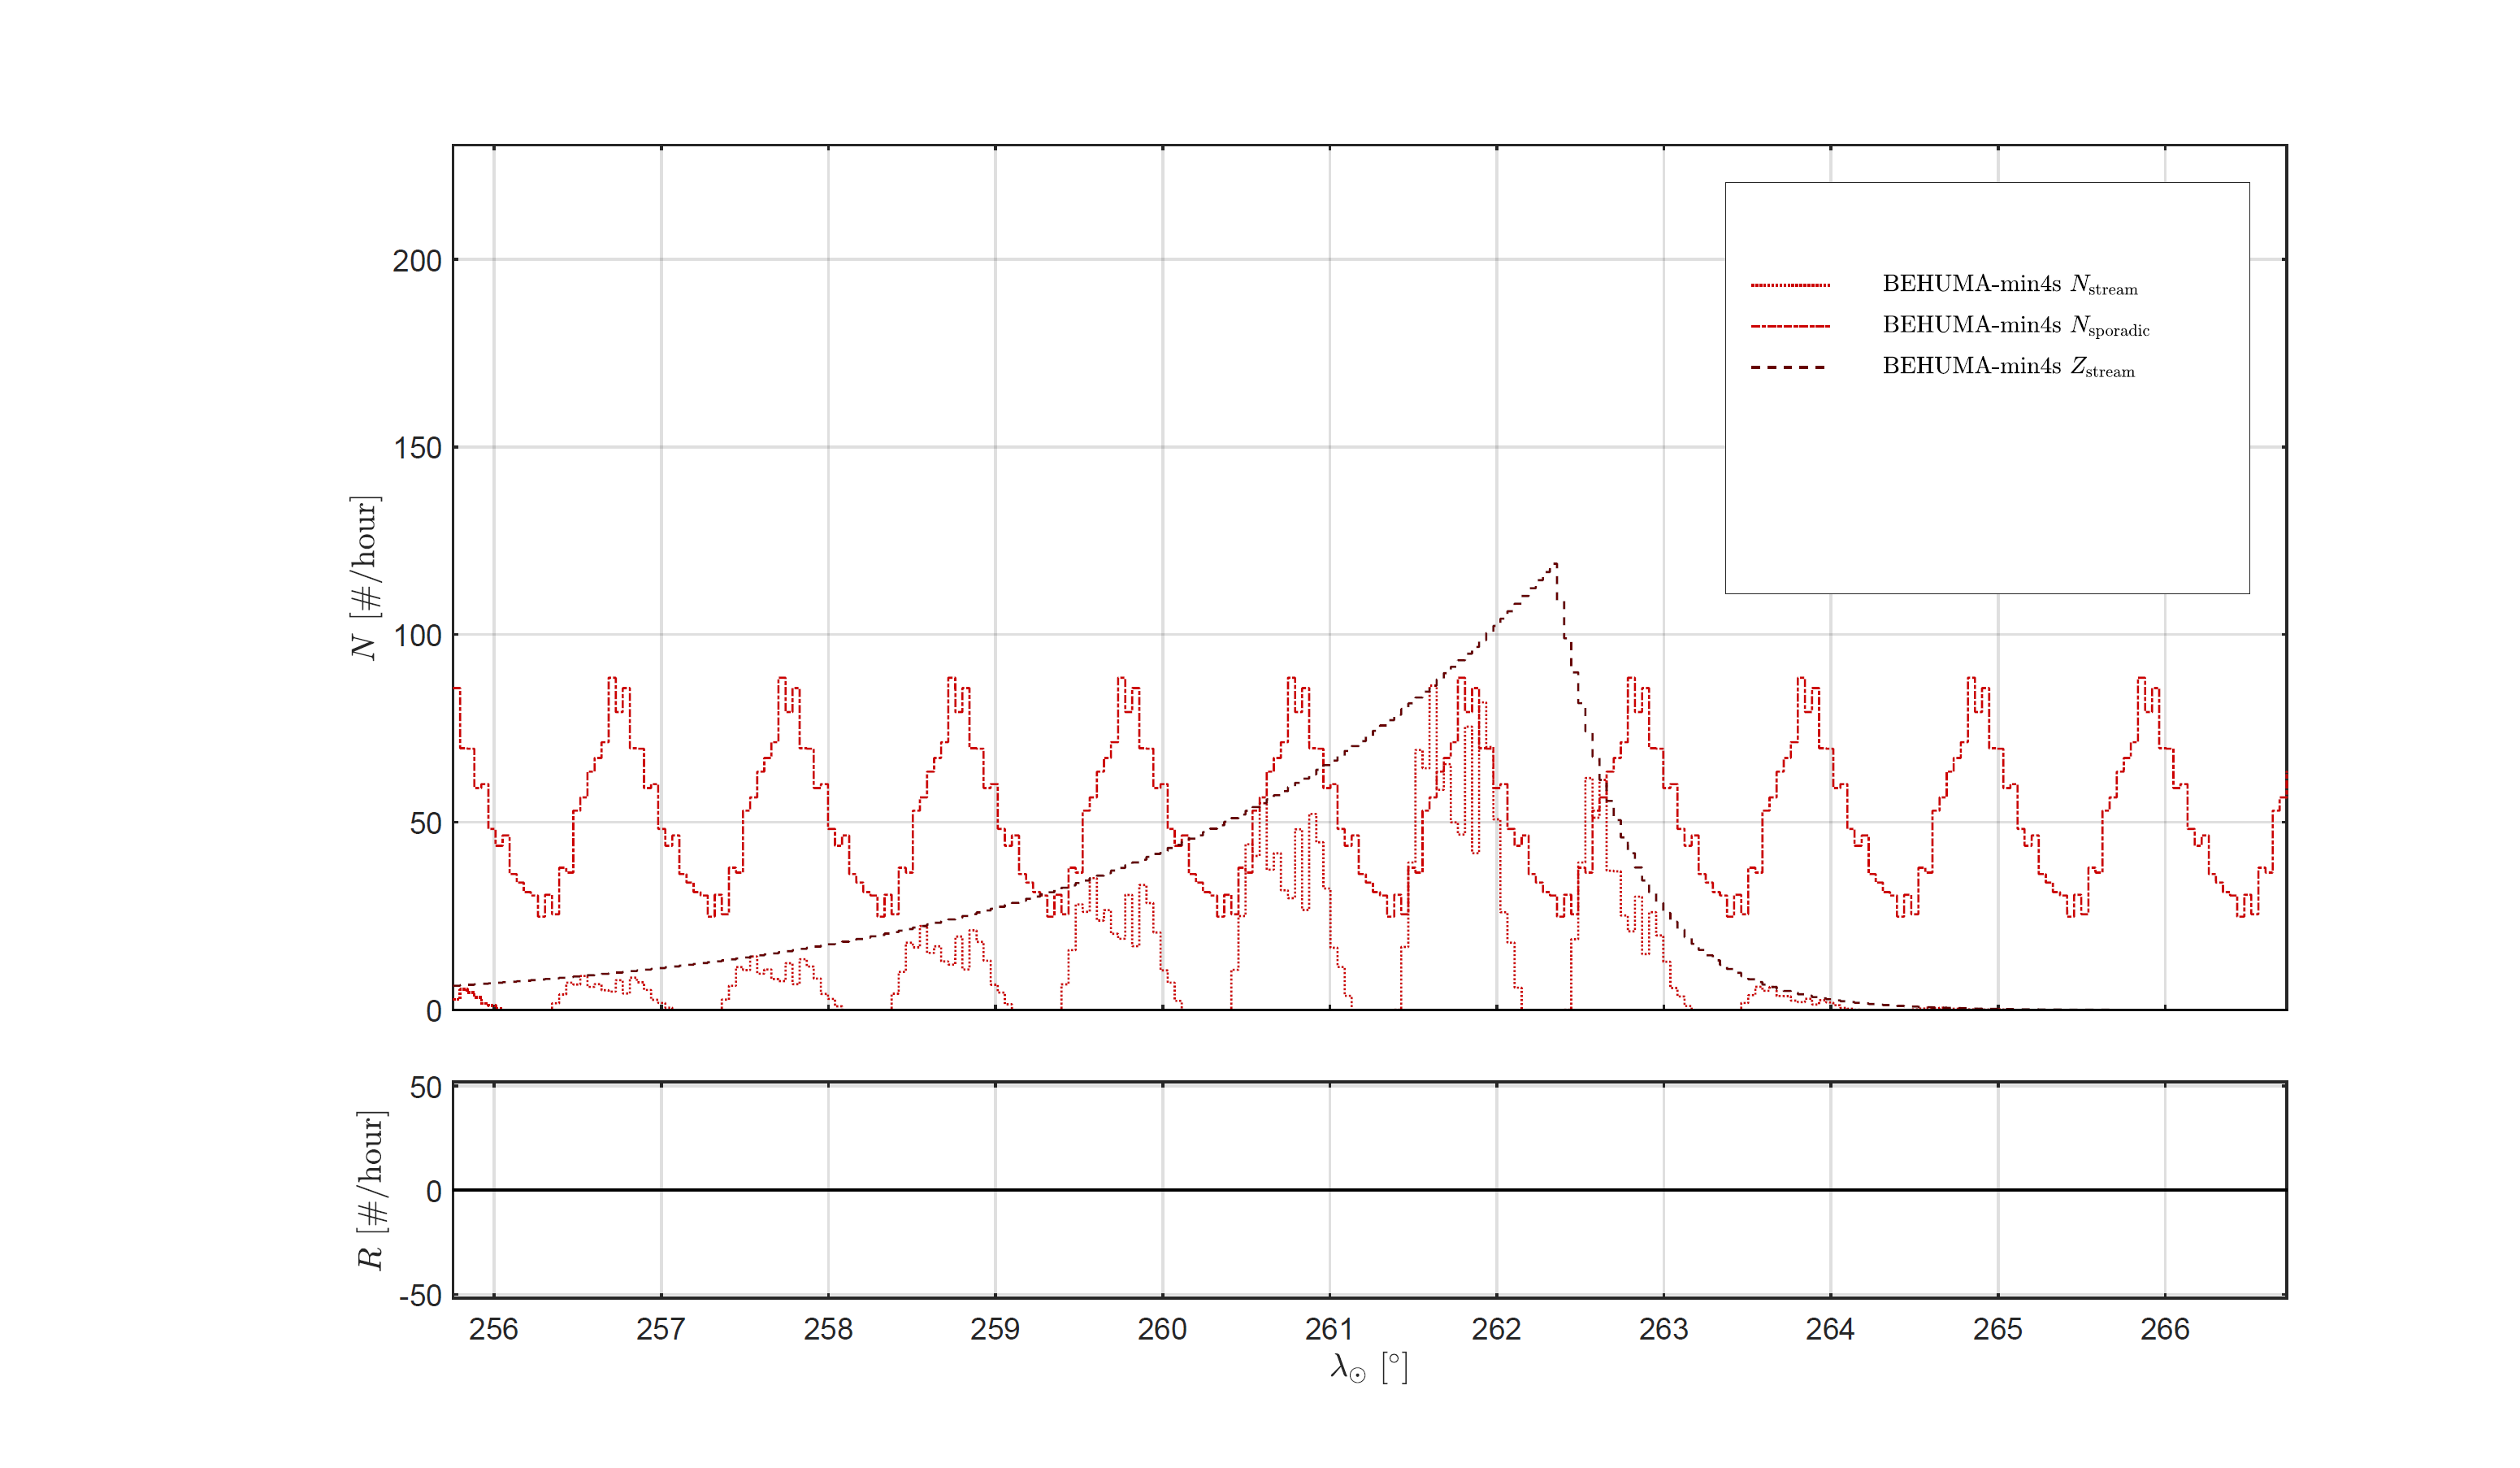 200
150
100
50
0
N [#/hour]
BEHUMA-min4s N_stream
BEHUMA-min4s N_sporadic
BEHUMA-min4s Z_stream
50
0
-50
R [#/hour]
256 257 258 259 260 261 262 263 264 265 266
λ_⊙ [°]